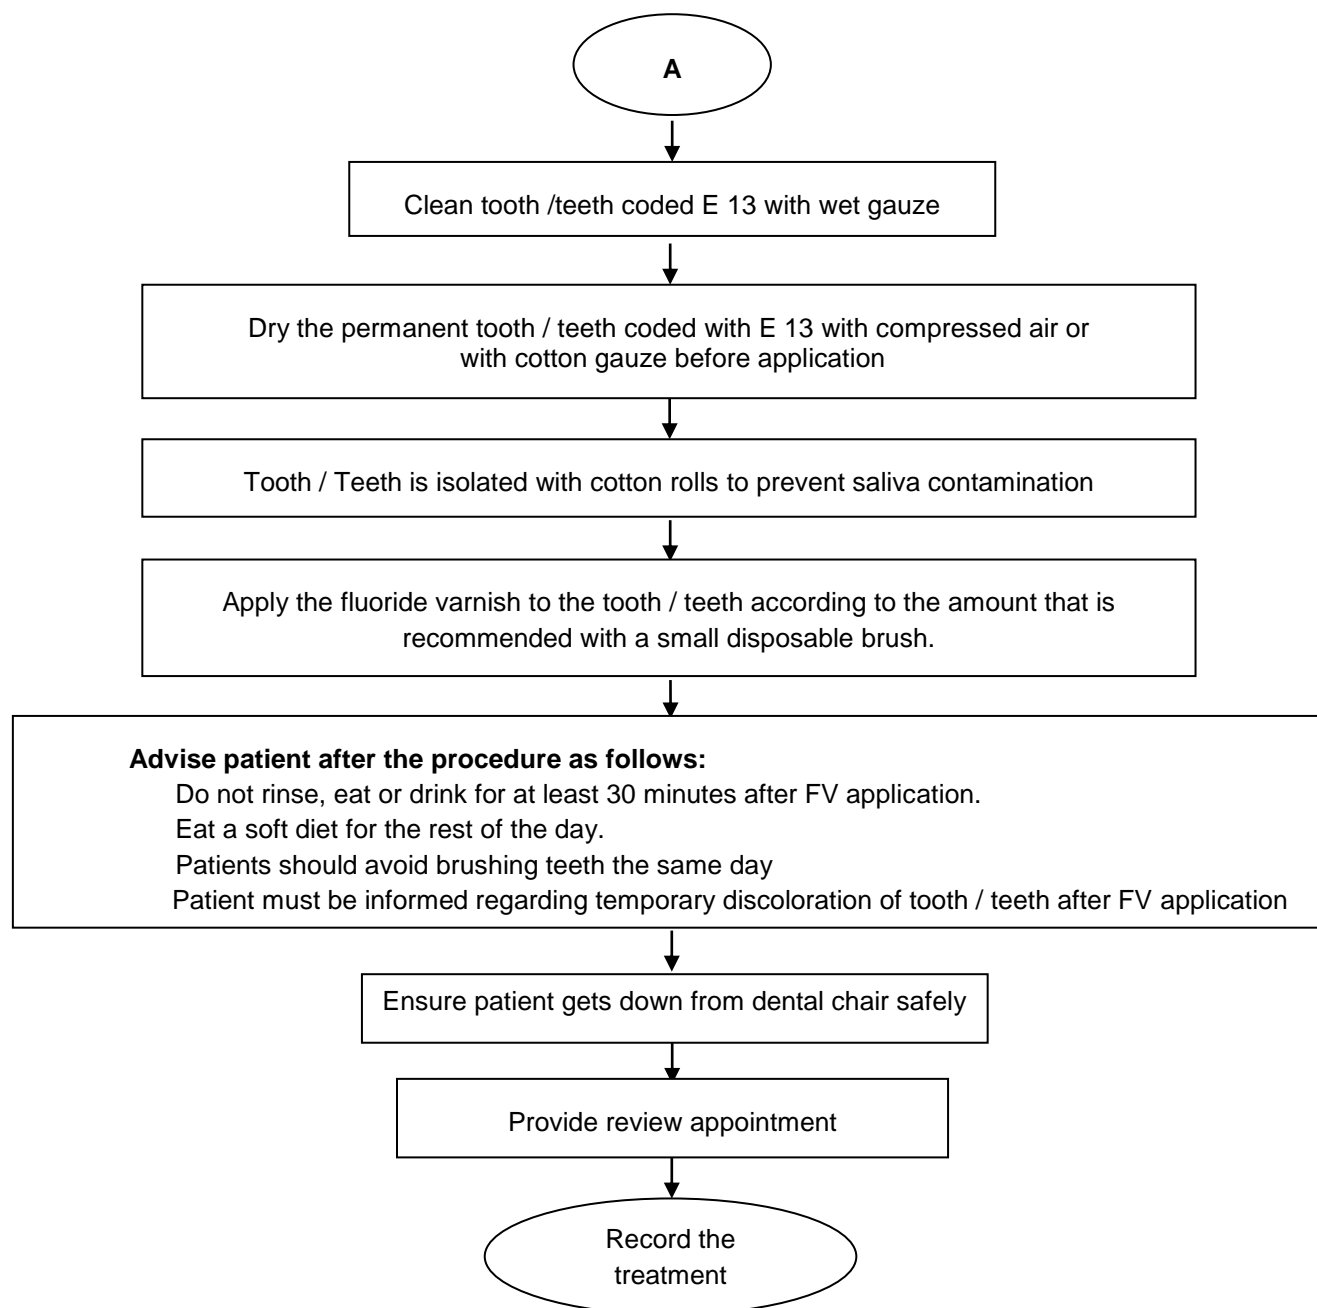 A
Clean tooth /teeth coded E 13 with wet gauze
Dry the permanent tooth / teeth coded with E 13 with compressed air or
with cotton gauze before application
Tooth / Teeth is isolated with cotton rolls to prevent saliva contamination
Apply the fluoride varnish to the tooth / teeth according to the amount that is
recommended with a small disposable brush.
Advise patient after the procedure as follows:
Do not rinse, eat or drink for at least 30 minutes after FV application.
Eat a soft diet for the rest of the day.
Patients should avoid brushing teeth the same day
Patient must be informed regarding temporary discoloration of tooth / teeth after FV application
Ensure patient gets down from dental chair safely
Provide review appointment
Record the
treatment